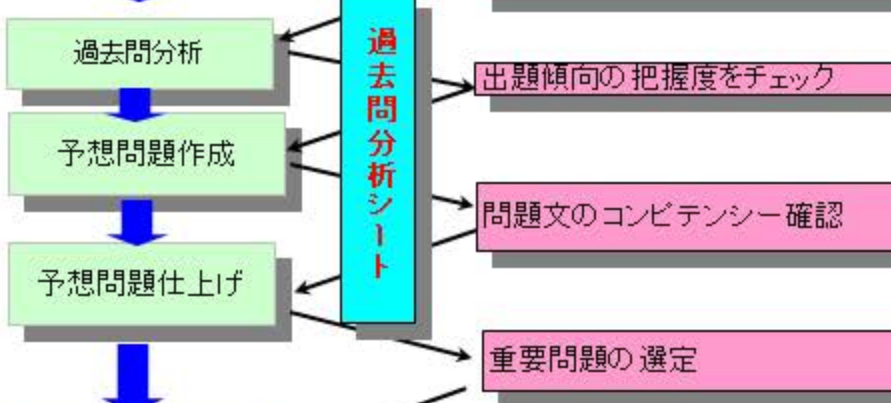 過去問分析
予想問題作成
予想問題仕上げ
過去問分析シート
出題傾向の把握度をチェック
問題文のコンピテンシー確認
重要問題の選定